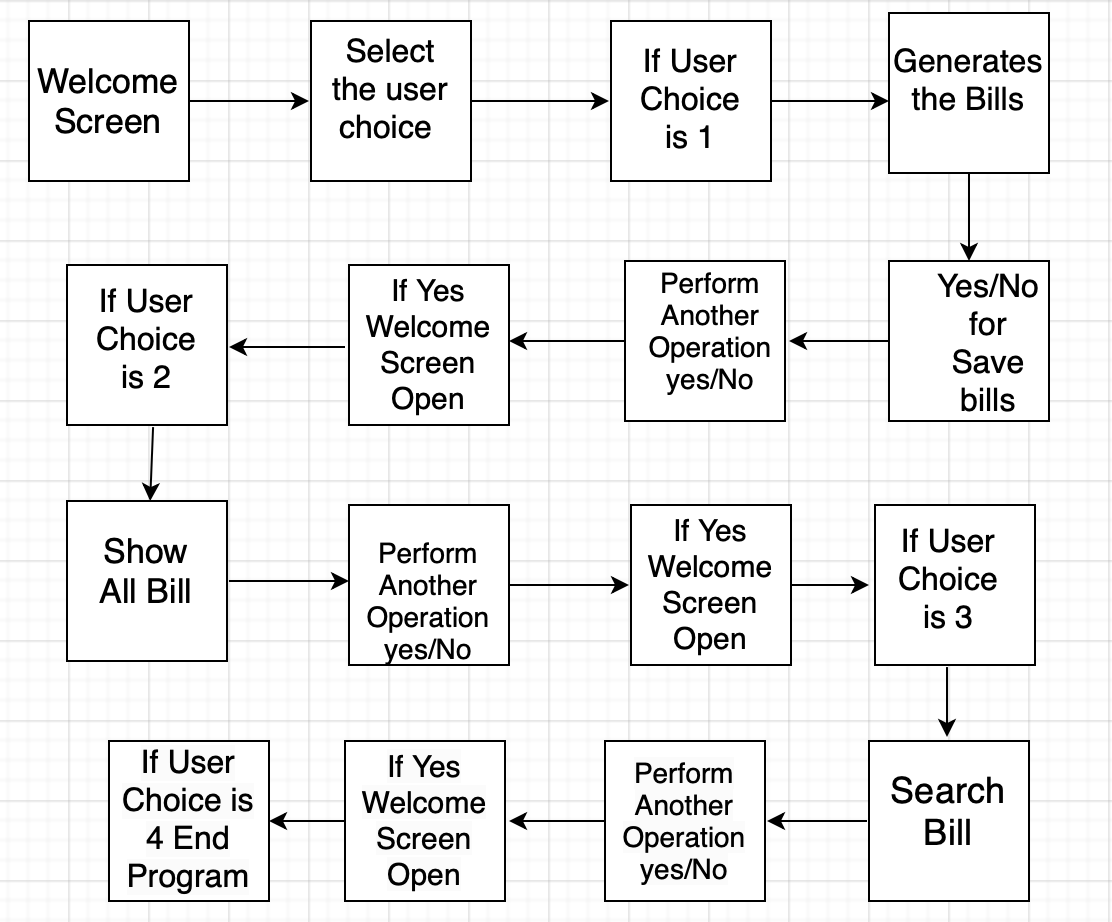 Welcome
Screen
Select
the user
choice
If User
Choice
is 1
Generates
the Bills
Yes/No
for
Save
bills
Perform
Another
Operation
yes/No
If Yes
Welcome
Screen
Open
If User
Choice
is 2
Show
All Bill
Perform
Another
Operation
yes/No
If Yes
Welcome
Screen
Open
If User
Choice
is 3
Search
Bill
Perform
Another
Operation
yes/No
If Yes
Welcome
Screen
Open
If User
Choice is
4 End
Program